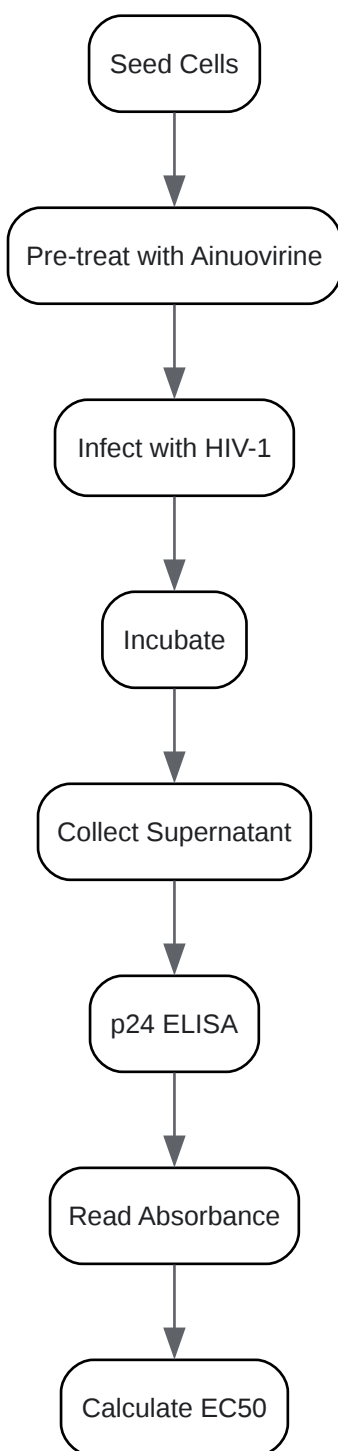 Seed Cells
Pre-treat with Ainuovirine
Infect with HIV-1
Incubate
Collect Supernatant
p24 ELISA
Read Absorbance
Calculate EC50